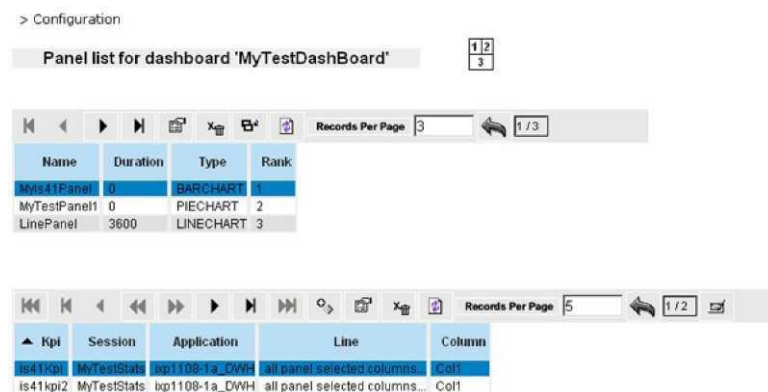 > Configuration
Panel list for dashboard 'MyTestDashBoard'
1 2
3
Records Per Page 3 1 / 3
Name Duration Type Rank
MyIs41Panel 0 BARCHART 1
MyTestPanel1 0 PIECHART 2
LinePanel 3600 LINECHART 3
Records Per Page 5 1 / 2
Kpi Session Application Line Column
is41Kpi MyTestStats ixp1108-1a_DWH all panel selected columns... Col1
is41kpi2 MyTestStats ixp1108-1a_DWH all panel selected columns... Col1